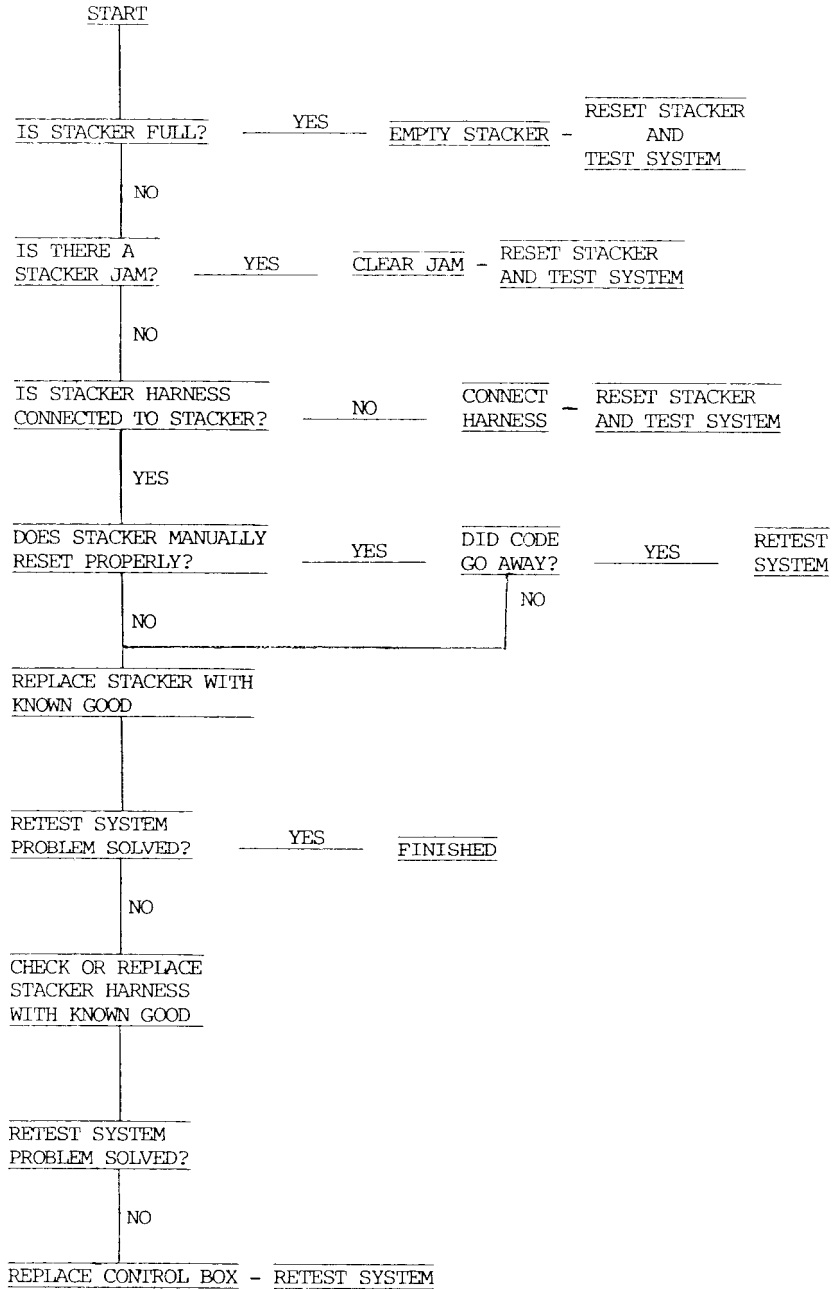 START
IS STACKER FULL?
YES
EMPTY STACKER -
RESET STACKER
AND
TEST SYSTEM
NO
IS THERE A
STACKER JAM?
YES
CLEAR JAM -
RESET STACKER
AND TEST SYSTEM
NO
IS STACKER HARNESS
CONNECTED TO STACKER?
NO
CONNECT
HARNESS
-
RESET STACKER
AND TEST SYSTEM
YES
DOES STACKER MANUALLY
RESET PROPERLY?
YES
DID CODE
GO AWAY?
YES
RETEST
SYSTEM
NO
NO
REPLACE STACKER WITH
KNOWN GOOD
RETEST SYSTEM
PROBLEM SOLVED?
YES
FINISHED
NO
CHECK OR REPLACE
STACKER HARNESS
WITH KNOWN GOOD
RETEST SYSTEM
PROBLEM SOLVED?
NO
REPLACE CONTROL BOX - RETEST SYSTEM